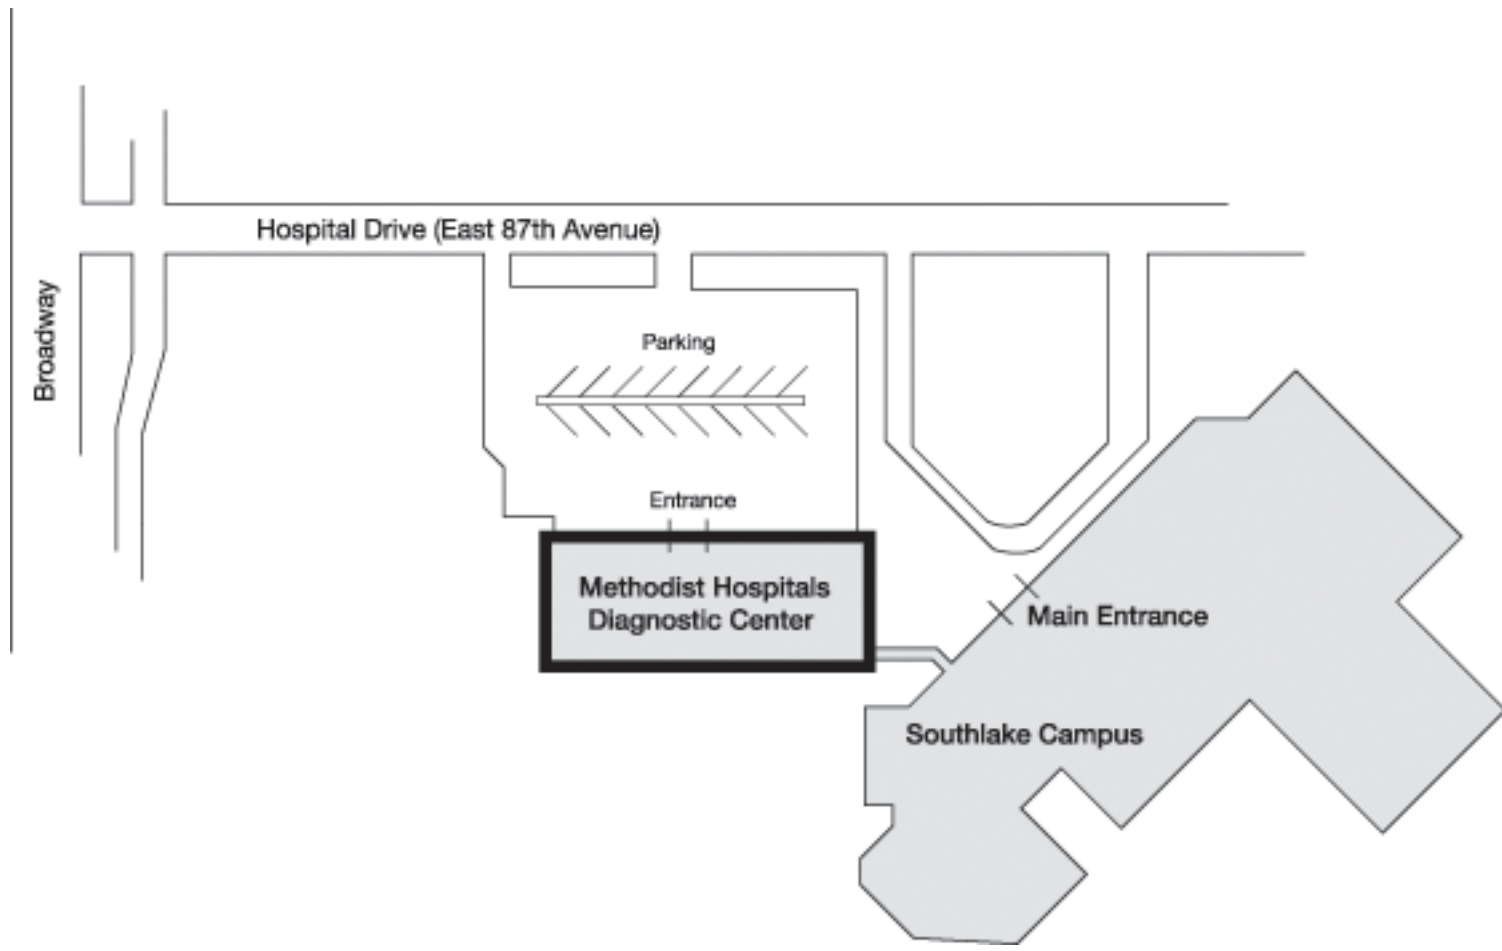 Hospital Drive (East 87th Avenue)
Broadway
Parking
Entrance
Methodist Hospitals
Diagnostic Center
Main Entrance
Southlake Campus